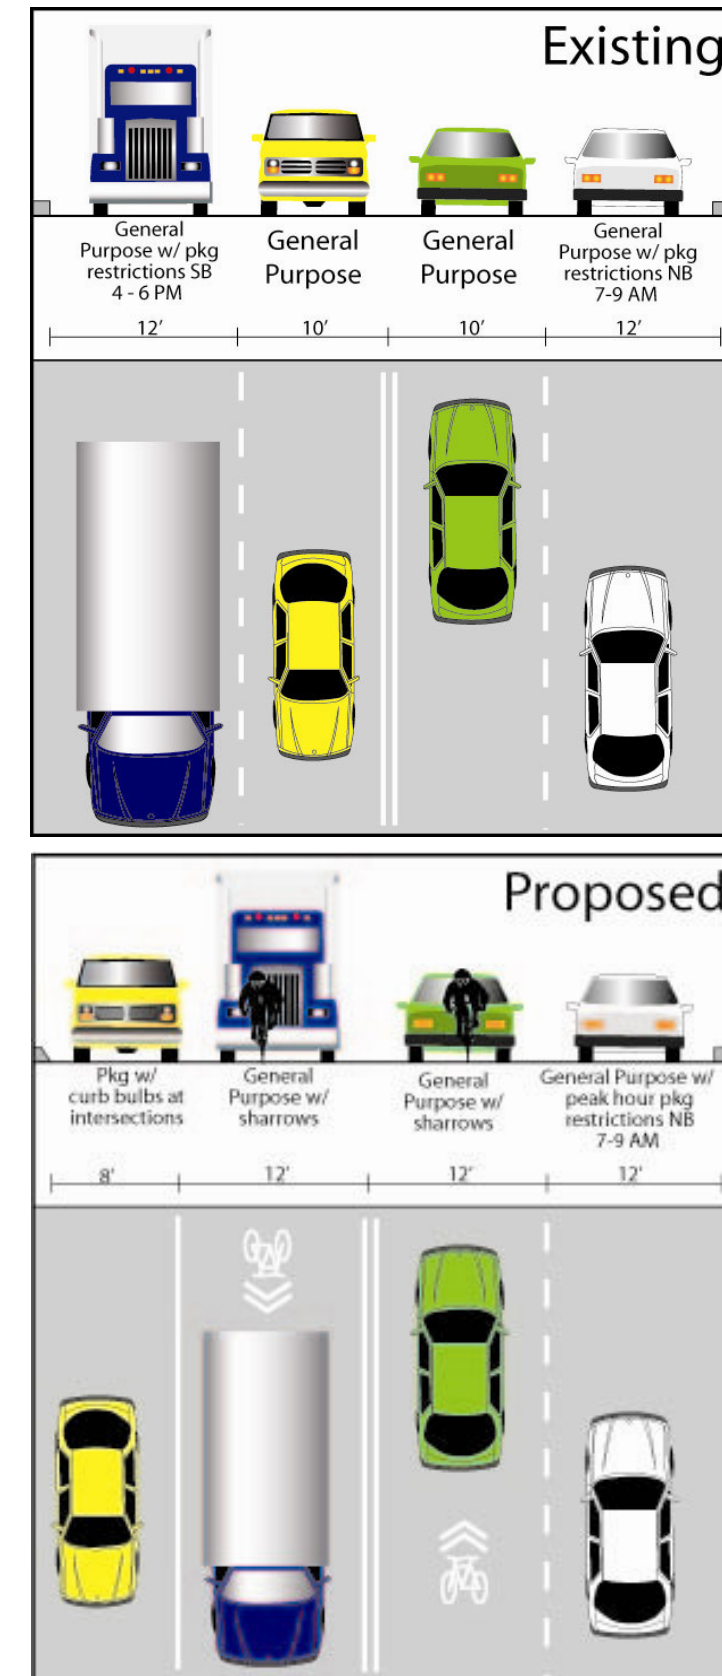 Existing
General
Purpose w/ pkg
restrictions SB
4 - 6 PM
General
Purpose
General
Purpose
General
Purpose w/ pkg
restrictions NB
7-9 AM
12'
10'
10'
12'
Proposed
Pkg w/
curb bulbs at
intersections
General
Purpose w/
sharrows
General
Purpose w/
sharrows
General Purpose w/
peak hour pkg
restrictions NB
7-9 AM
8'
12'
12'
12'